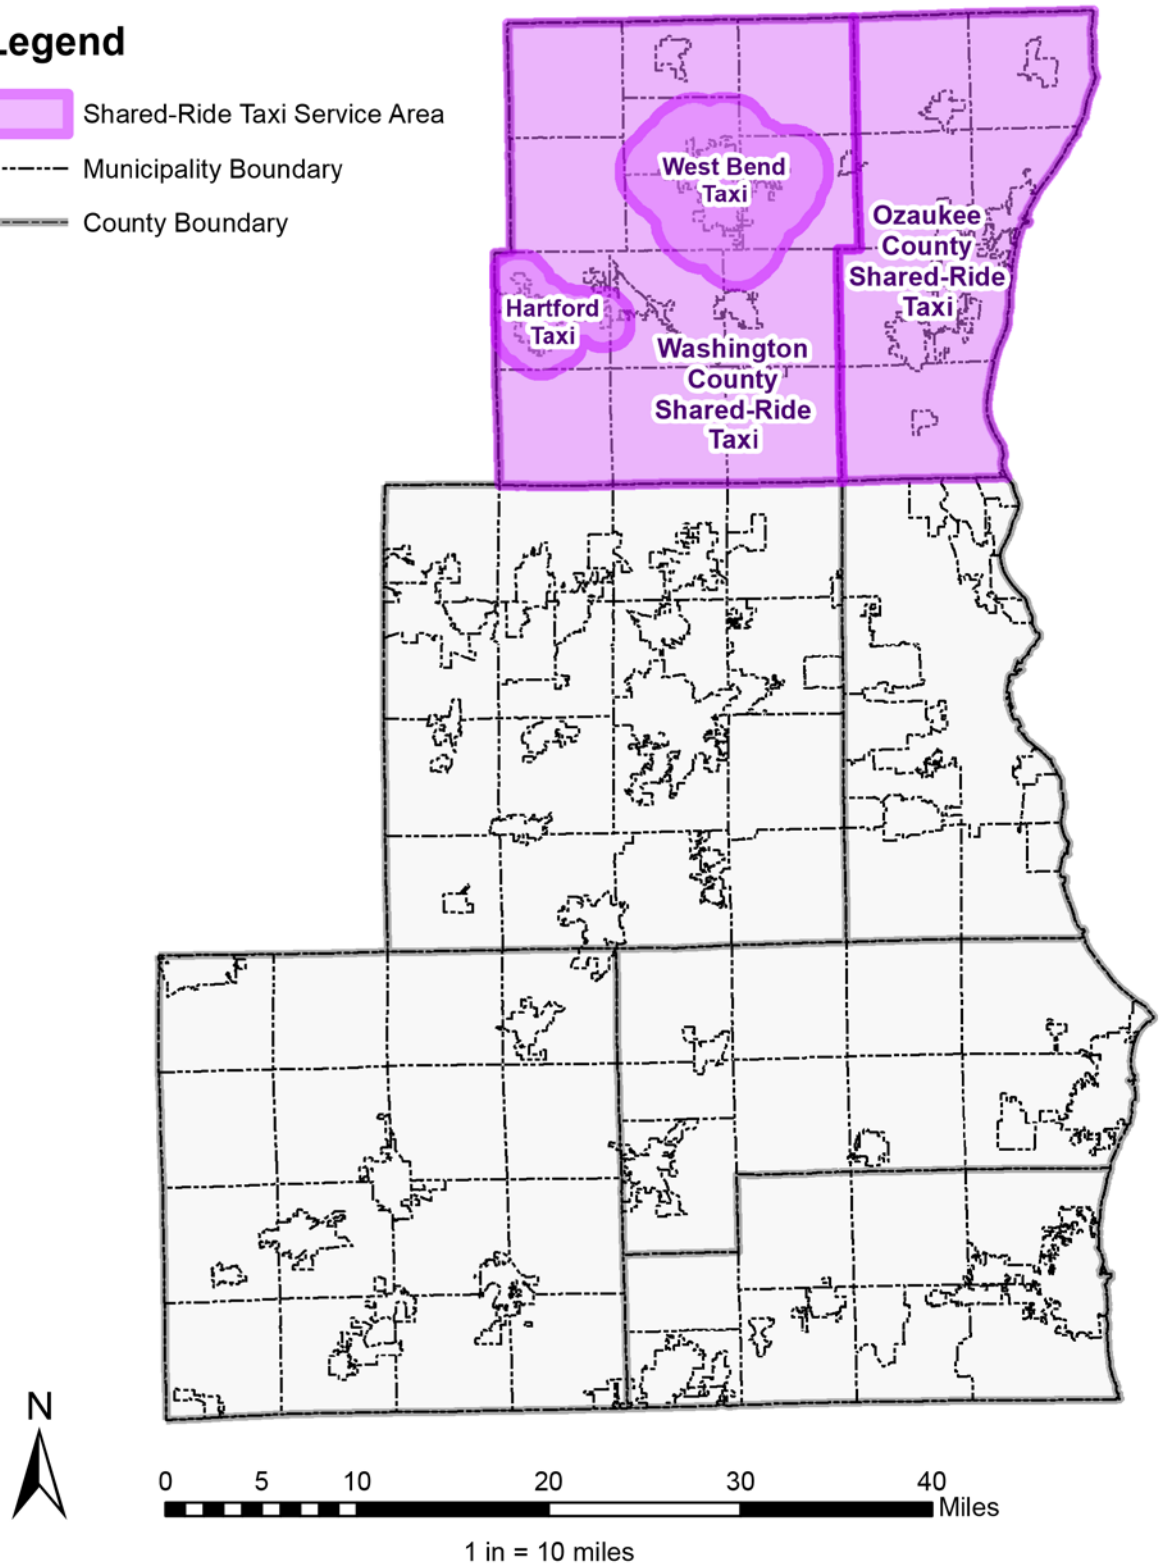 Legend
Shared-Ride Taxi Service Area
Municipality Boundary
County Boundary
West Bend
Taxi
Ozaukee
County
Shared-Ride
Taxi
Hartford
Taxi
Washington
County
Shared-Ride
Taxi
N
0 5 10 20 30 40
Miles
1 in = 10 miles